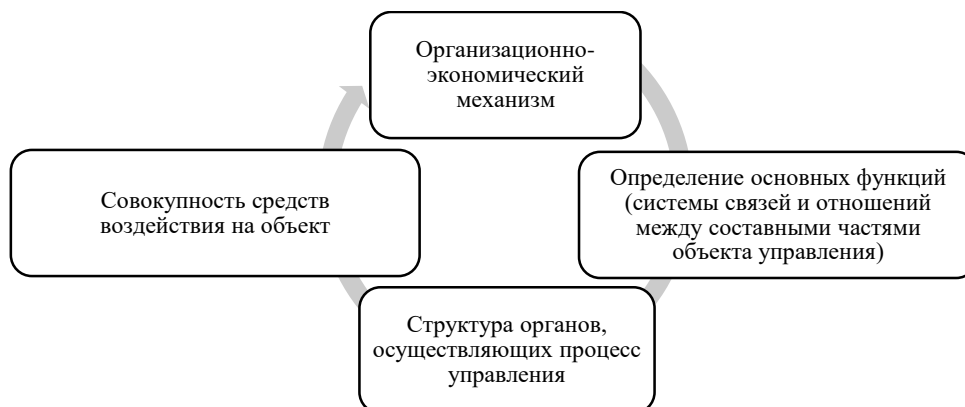 Организационно-
экономический
механизм
Определение основных функций
(системы связей и отношений
между составными частями
объекта управления)
Структура органов,
осуществляющих процесс
управления
Совокупность средств
воздействия на объект